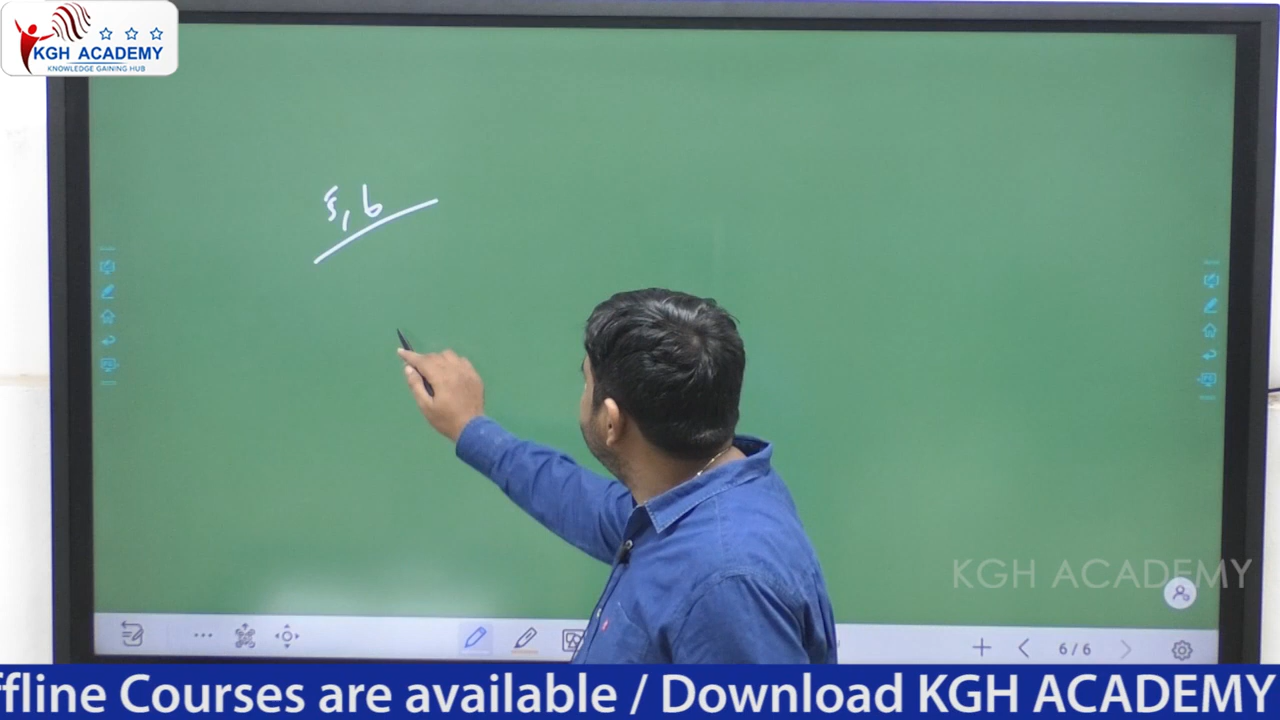 KGH ACADEMY
KNOWLEDGE GAINING HUB
5, 6
KGH ACADEMY
6/6
ffline Courses are available / Download KGH ACADEMY